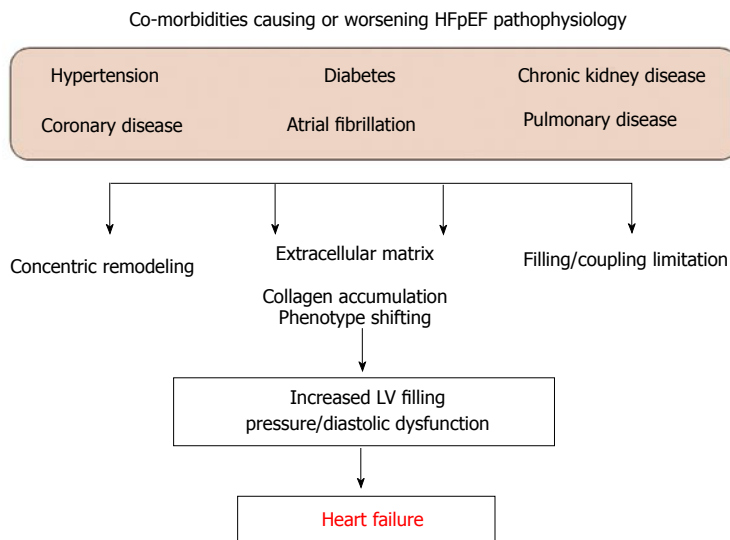 Co-morbidities causing or worsening HFpEF pathophysiology
Hypertension
Diabetes
Chronic kidney disease
Coronary disease
Atrial fibrillation
Pulmonary disease
Concentric remodeling
Extracellular matrix
Filling/coupling limitation
Collagen accumulation
Phenotype shifting
Increased LV filling
pressure/diastolic dysfunction
Heart failure